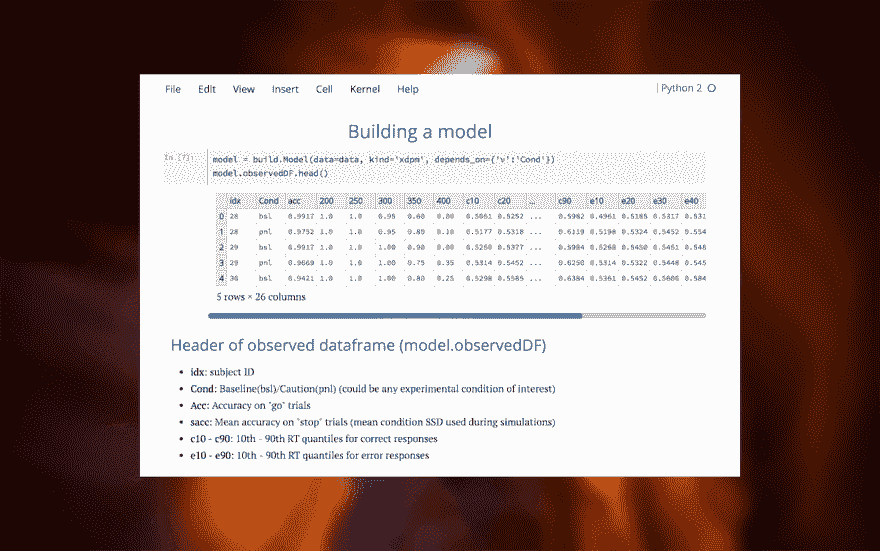 File Edit View Insert Cell Kernel Help | Python 2
Building a model
In [7]: model = build.Model(data=data, kind='xdpm', depends_on={'v':'Cond'})
model.observedDF.head()
idx Cond acc 200 250 300 350 400 c10 c20 ... c90 e10 e20 e30 e40
0 28 bsl 0.9917 1.0 1.0 0.95 0.60 0.00 0.5061 0.5252 ... 0.5982 0.4961 0.5185 0.5317 0.531
1 28 pnl 0.9752 1.0 1.0 0.95 0.80 0.10 0.5177 0.5318 ... 0.6119 0.5198 0.5324 0.5452 0.554
2 29 bsl 0.9917 1.0 1.0 1.00 0.90 0.00 0.5250 0.5377 ... 0.5984 0.5268 0.5450 0.5451 0.548
3 29 pnl 0.9669 1.0 1.0 1.00 0.75 0.35 0.5314 0.5452 ... 0.6250 0.5314 0.5322 0.5448 0.545
4 30 bsl 0.9421 1.0 1.0 1.00 0.80 0.25 0.5298 0.5585 ... 0.6384 0.5351 0.5452 0.5606 0.584
5 rows × 26 columns
Header of observed dataframe (model.observedDF)
• idx: subject ID
• Cond: Baseline(bsl)/Caution(pnl) (could be any experimental condition of interest)
• Acc: Accuracy on "go" trials
• sacc: Mean accuracy on "stop" trials (mean condition SSD used during simulations)
• c10 - c90: 10th - 90th RT quantiles for correct responses
• e10 - e90: 10th - 90th RT quantiles for error responses